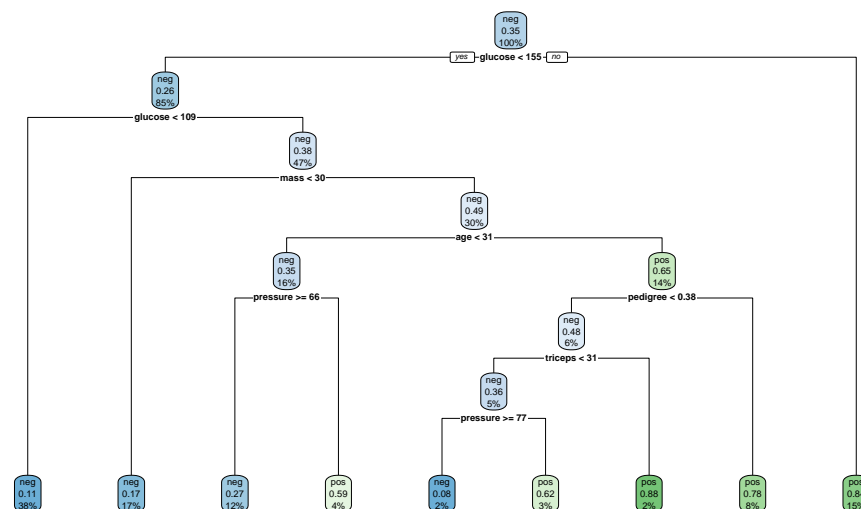 neg
0.35
100%
yes glucose < 155 no
neg
0.26
85%
glucose < 109
neg
0.38
47%
mass < 30
neg
0.49
30%
age < 31
neg
0.35
16%
pressure >= 66
pos
0.65
14%
pedigree < 0.38
neg
0.48
6%
triceps < 31
neg
0.36
5%
pressure >= 77
neg
0.11
38%
neg
0.17
17%
neg
0.27
12%
pos
0.59
4%
neg
0.08
2%
pos
0.62
3%
pos
0.88
2%
pos
0.78
8%
pos
0.84
15%